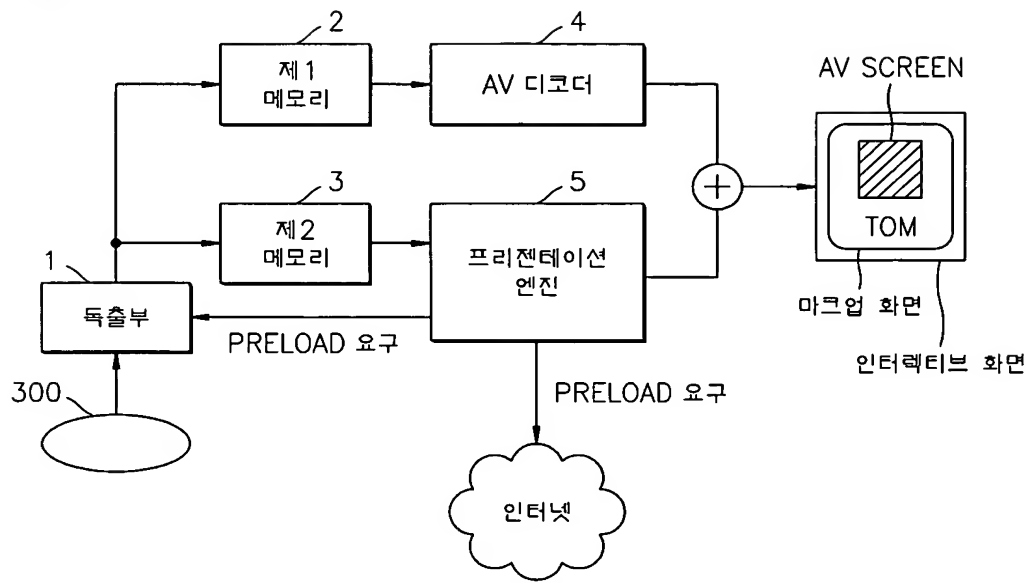 2
제1
메모리
4
AV 디코더
AV SCREEN
TOM
마크업 화면
인터렉티브 화면
3
제2
메모리
5
프리젠테이션
엔진
1
독출부
PRELOAD 요구
300
PRELOAD 요구
인터넷